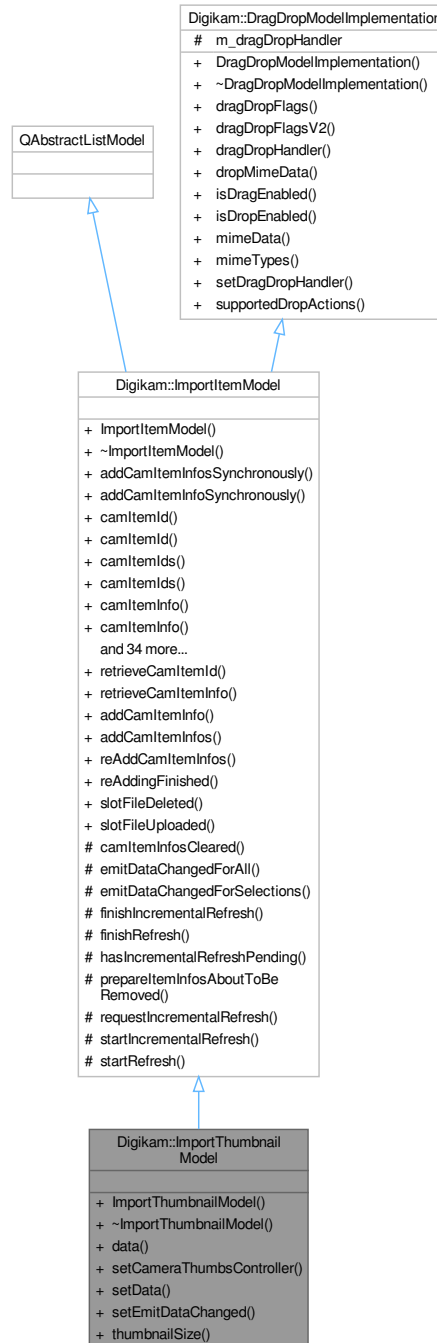 Digikam::DragDropModelImplementation
# m_dragDropHandler
+ DragDropModelImplementation()
+ ~DragDropModelImplementation()
+ dragDropFlags()
+ dragDropFlagsV2()
+ dragDropHandler()
+ dropMimeData()
+ isDragEnabled()
+ isDropEnabled()
+ mimeData()
+ mimeTypes()
+ setDragDropHandler()
+ supportedDropActions()
QAbstractListModel
Digikam::ImportItemModel
+ ImportItemModel()
+ ~ImportItemModel()
+ addCamItemInfosSynchronously()
+ addCamItemInfoSynchronously()
+ camItemId()
+ camItemId()
+ camItemIds()
+ camItemIds()
+ camItemInfo()
+ camItemInfo()
and 34 more...
+ retrieveCamItemId()
+ retrieveCamItemInfo()
+ addCamItemInfo()
+ addCamItemInfos()
+ reAddCamItemInfos()
+ reAddingFinished()
+ slotFileDeleted()
+ slotFileUploaded()
# camItemInfosCleared()
# emitDataChangedForAll()
# emitDataChangedForSelections()
# finishIncrementalRefresh()
# finishRefresh()
# hasIncrementalRefreshPending()
# prepareItemInfosAboutToBe
Removed()
# requestIncrementalRefresh()
# startIncrementalRefresh()
# startRefresh()
Digikam::ImportThumbnail
Model
+ ImportThumbnailModel()
+ ~ImportThumbnailModel()
+ data()
+ setCameraThumbsController()
+ setData()
+ setEmitDataChanged()
+ thumbnailSize()